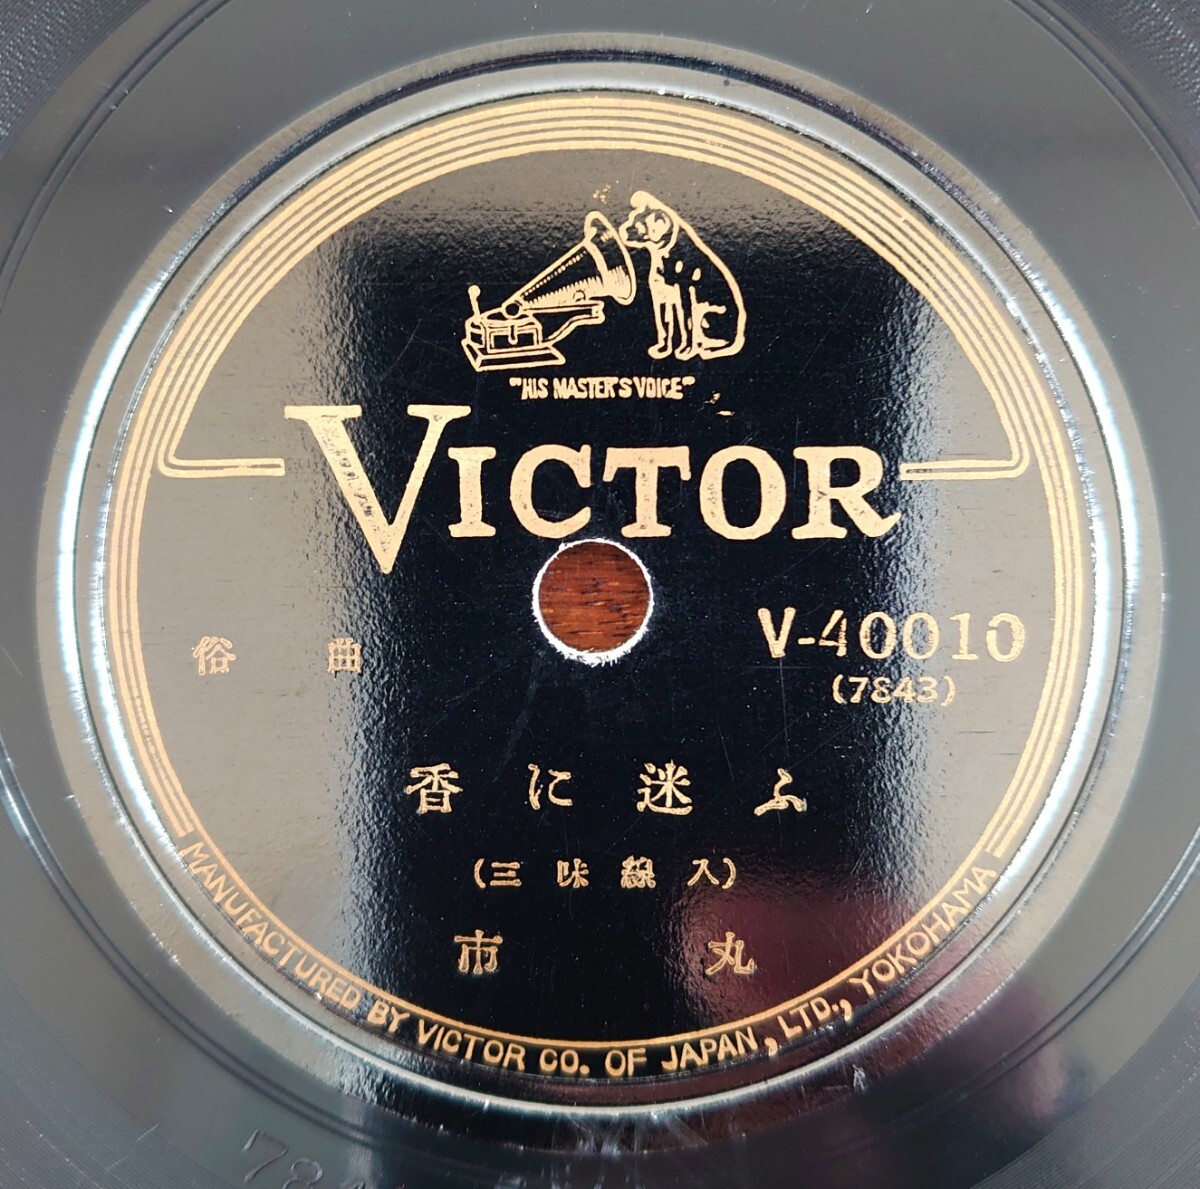 "HIS MASTER'S VOICE"
VICTOR
V-40010
(7843)
俗曲
香に迷ふ
(三味線入)
市丸
MANUFACTURED BY VICTOR CO. OF JAPAN, LTD., YOKOHAMA